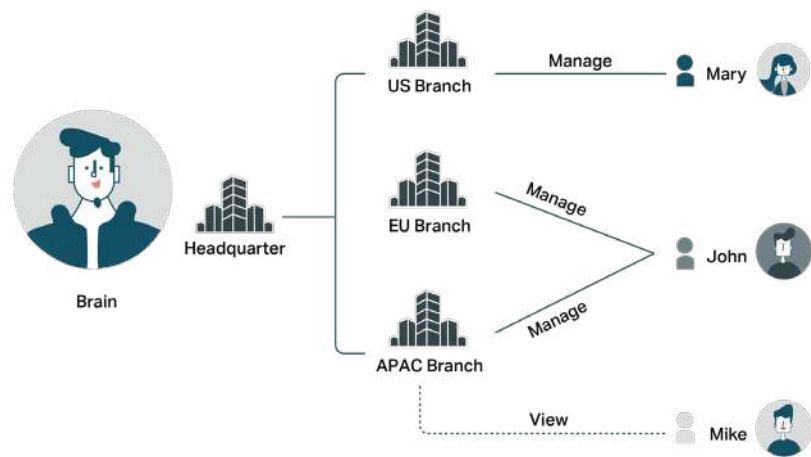 Manage
Mary
US Branch
Manage
EU Branch
Headquarter
John
Brain
Manage
APAC Branch
View
Mike